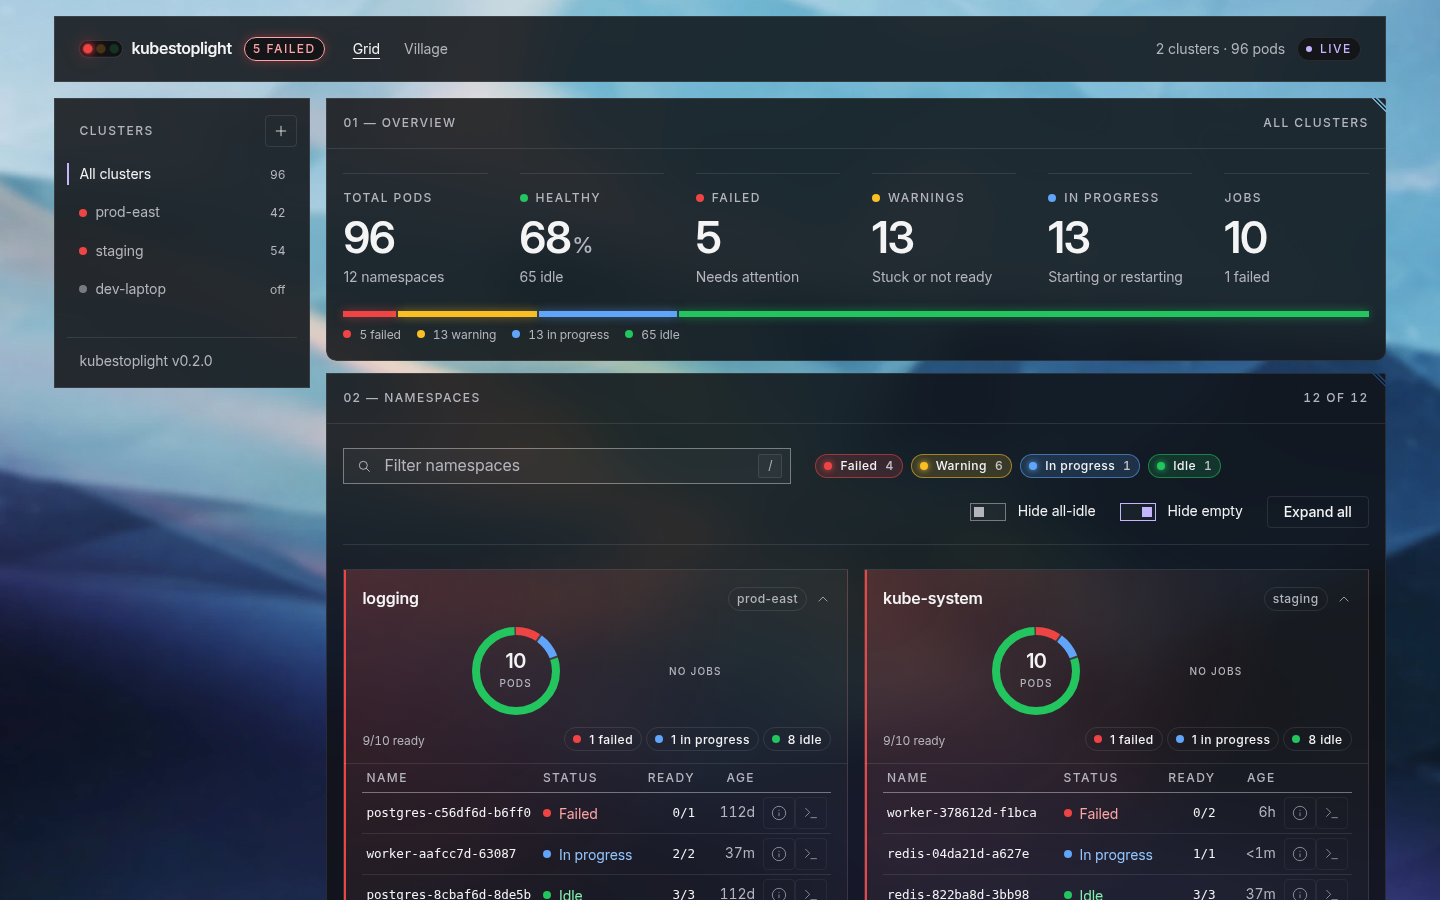 kubestoplight 5 FAILED Grid Village 2 clusters · 96 pods LIVE
CLUSTERS +
All clusters 96
prod-east 42
staging 54
dev-laptop off
kubestoplight v0.2.0
01 — OVERVIEW ALL CLUSTERS
TOTAL PODS HEALTHY FAILED WARNINGS IN PROGRESS JOBS
96 68% 5 13 13 10
12 namespaces 65 idle Needs attention Stuck or not ready Starting or restarting 1 failed
5 failed 13 warning 13 in progress 65 idle
02 — NAMESPACES 12 OF 12
Filter namespaces / Failed 4 Warning 6 In progress 1 Idle 1
Hide all-idle Hide empty Expand all
logging prod-east
10
PODS
NO JOBS
9/10 ready 1 failed 1 in progress 8 idle
NAME STATUS READY AGE
postgres-c56df6d-b6ff0 Failed 0/1 112d
worker-aafcc7d-63087 In progress 2/2 37m
postgres-8cbaf6d-8de5b Idle 3/3 112d
kube-system staging
10
PODS
NO JOBS
9/10 ready 1 failed 1 in progress 8 idle
NAME STATUS READY AGE
worker-378612d-f1bca Failed 0/2 6h
redis-04da21d-a627e In progress 1/1 <1m
redis-822ba8d-3bb98 Idle 3/3 37m